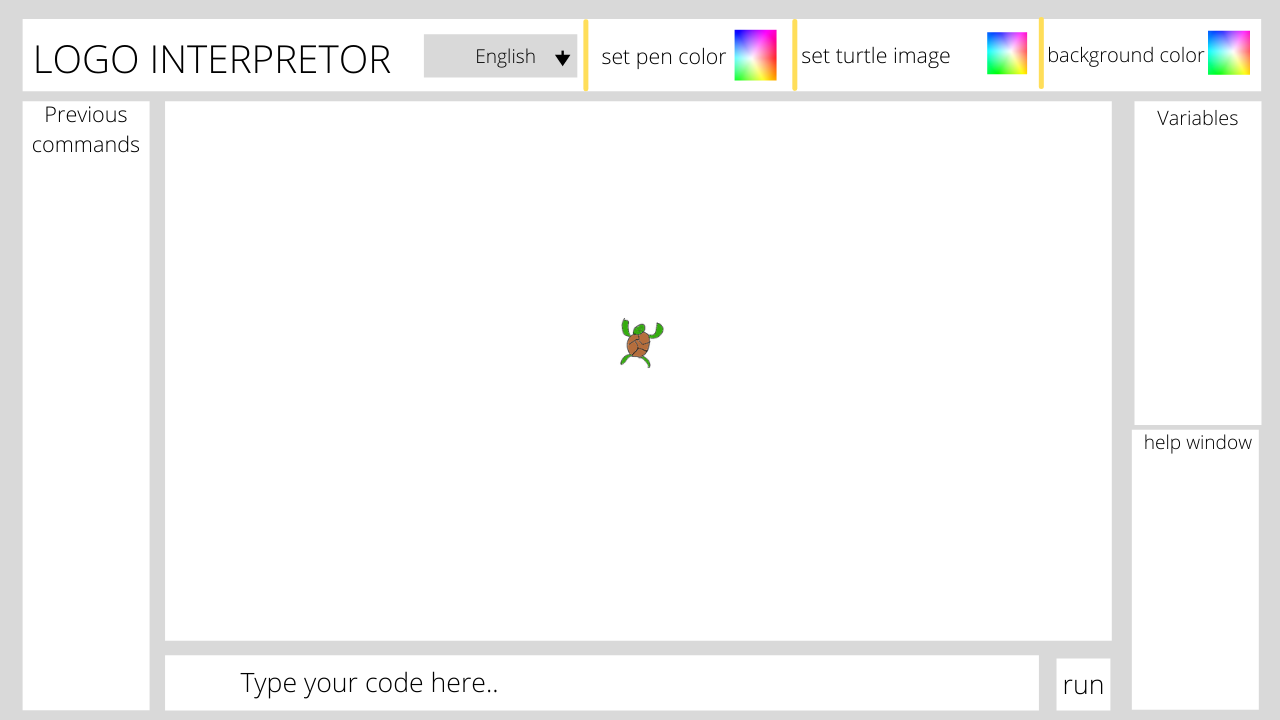 LOGO INTERPRETOR
English
set pen color
set turtle image
background color
Previous
commands
Variables
help window
Type your code here..
run